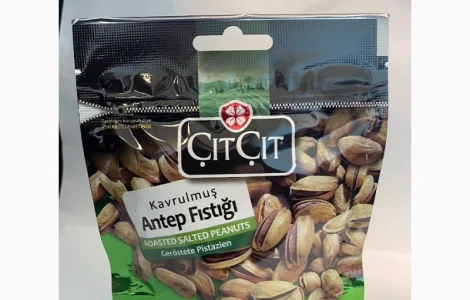 ÇITÇIT
Kavrulmuş
Antep Fıstığı
ROASTED SALTED PEANUTS
Geröstete Pistazien